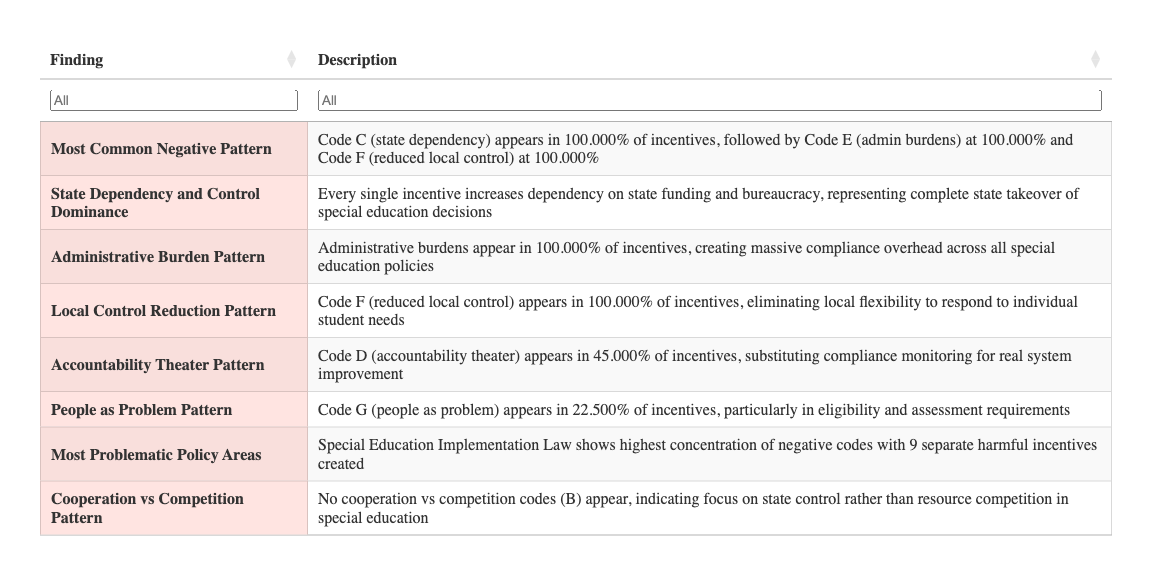 Finding
Description
All
All
Most Common Negative Pattern
Code C (state dependency) appears in 100.000% of incentives, followed by Code E (admin burdens) at 100.000% and
Code F (reduced local control) at 100.000%
State Dependency and Control
Dominance
Every single incentive increases dependency on state funding and bureaucracy, representing complete state takeover of
special education decisions
Administrative Burden Pattern
Administrative burdens appear in 100.000% of incentives, creating massive compliance overhead across all special
education policies
Local Control Reduction Pattern
Code F (reduced local control) appears in 100.000% of incentives, eliminating local flexibility to respond to individual
student needs
Accountability Theater Pattern
Code D (accountability theater) appears in 45.000% of incentives, substituting compliance monitoring for real system
improvement
People as Problem Pattern
Code G (people as problem) appears in 22.500% of incentives, particularly in eligibility and assessment requirements
Most Problematic Policy Areas
Special Education Implementation Law shows highest concentration of negative codes with 9 separate harmful incentives
created
Cooperation vs Competition
Pattern
No cooperation vs competition codes (B) appear, indicating focus on state control rather than resource competition in
special education